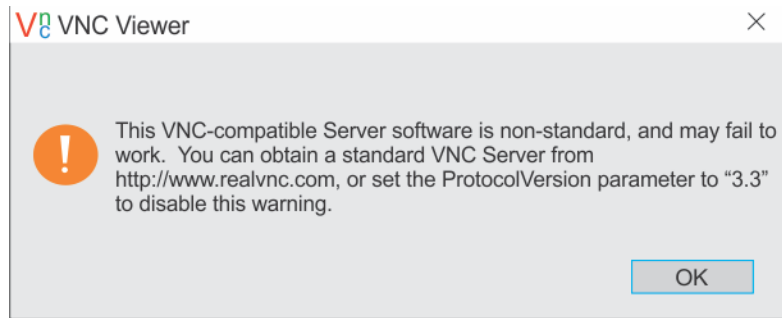 VNC VNC Viewer
This VNC-compatible Server software is non-standard, and may fail to
work.  You can obtain a standard VNC Server from
http://www.realvnc.com, or set the ProtocolVersion parameter to “3.3”
to disable this warning.
OK